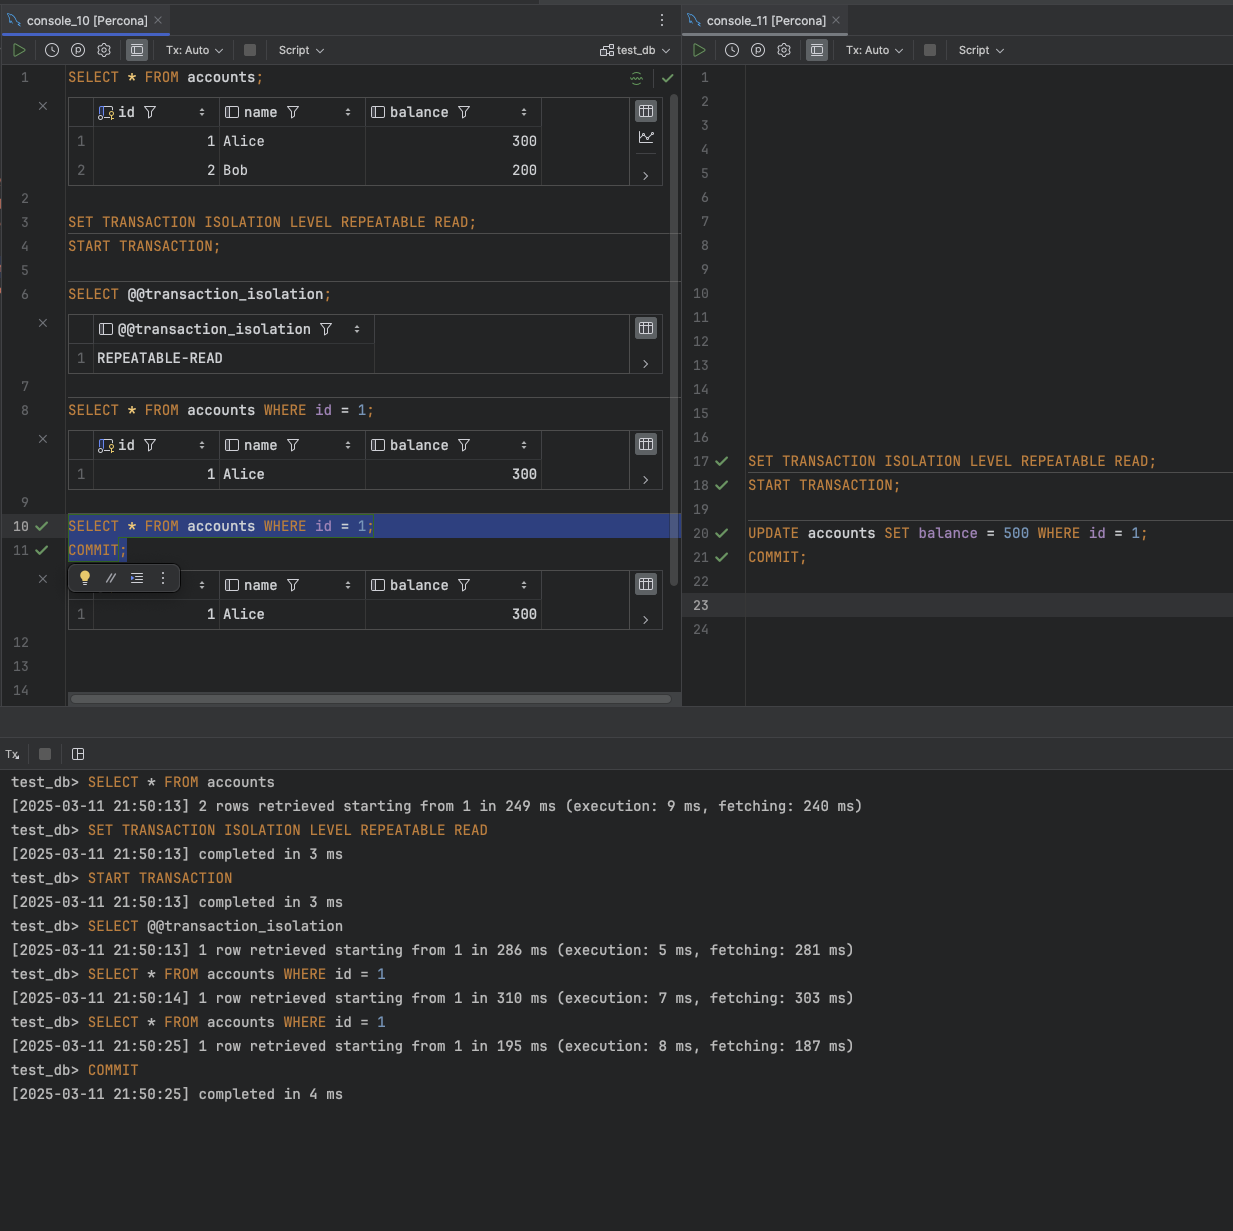 console_10 [Percona]
Tx: Auto
Script
test_db
1 SELECT * FROM accounts;
id name balance
1 1 Alice 300
2 2 Bob 200
2
3 SET TRANSACTION ISOLATION LEVEL REPEATABLE READ;
4 START TRANSACTION;
5
6 SELECT @@transaction_isolation;
@@transaction_isolation
1 REPEATABLE-READ
7
8 SELECT * FROM accounts WHERE id = 1;
id name balance
1 1 Alice 300
9
10 SELECT * FROM accounts WHERE id = 1;
11 COMMIT;
name balance
1 1 Alice 300
12
13
14
console_11 [Percona]
Tx: Auto
Script
1
2
3
4
5
6
7
8
9
10
11
12
13
14
15
16
17 SET TRANSACTION ISOLATION LEVEL REPEATABLE READ;
18 START TRANSACTION;
19
20 UPDATE accounts SET balance = 500 WHERE id = 1;
21 COMMIT;
22
23
24
Tx
test_db> SELECT * FROM accounts
[2025-03-11 21:50:13] 2 rows retrieved starting from 1 in 249 ms (execution: 9 ms, fetching: 240 ms)
test_db> SET TRANSACTION ISOLATION LEVEL REPEATABLE READ
[2025-03-11 21:50:13] completed in 3 ms
test_db> START TRANSACTION
[2025-03-11 21:50:13] completed in 3 ms
test_db> SELECT @@transaction_isolation
[2025-03-11 21:50:13] 1 row retrieved starting from 1 in 286 ms (execution: 5 ms, fetching: 281 ms)
test_db> SELECT * FROM accounts WHERE id = 1
[2025-03-11 21:50:14] 1 row retrieved starting from 1 in 310 ms (execution: 7 ms, fetching: 303 ms)
test_db> SELECT * FROM accounts WHERE id = 1
[2025-03-11 21:50:25] 1 row retrieved starting from 1 in 195 ms (execution: 8 ms, fetching: 187 ms)
test_db> COMMIT
[2025-03-11 21:50:25] completed in 4 ms